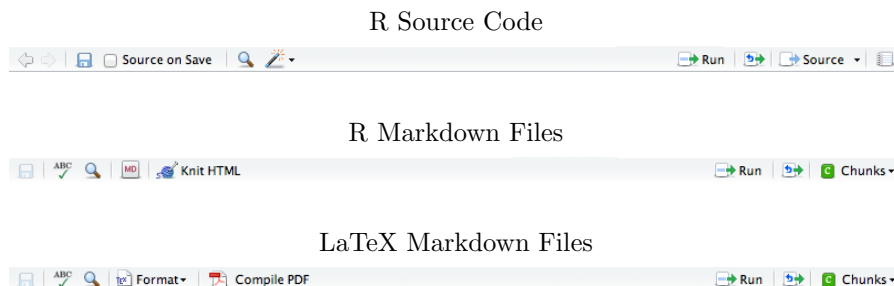 R Source Code
Source on Save Run Source
R Markdown Files
ABC MD Knit HTML Run C Chunks
LaTeX Markdown Files
ABC TEX Format Compile PDF Run C Chunks